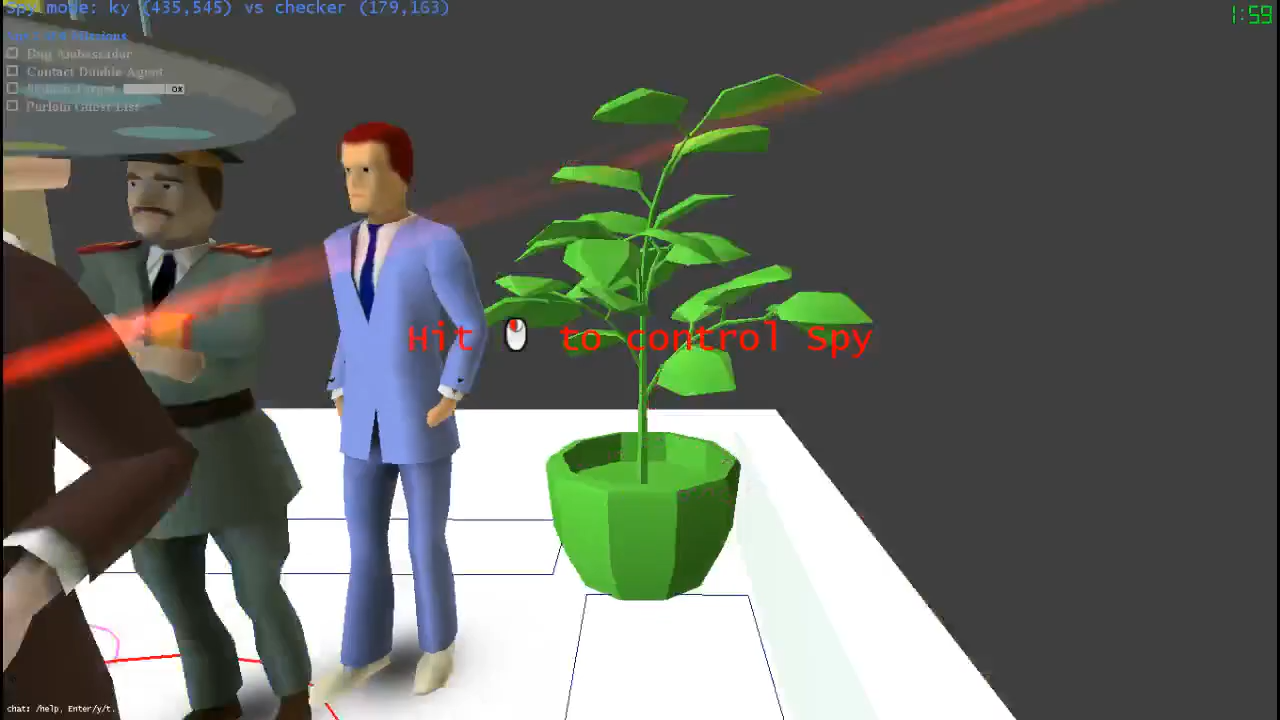 Spy mode: ky (435,545) vs checker (179,163)
1:59
Missions
Bug Ambassador
Contact Double Agent
Purloin Guest List
Hit to control Spy
chat: /help, Enter/y/t.